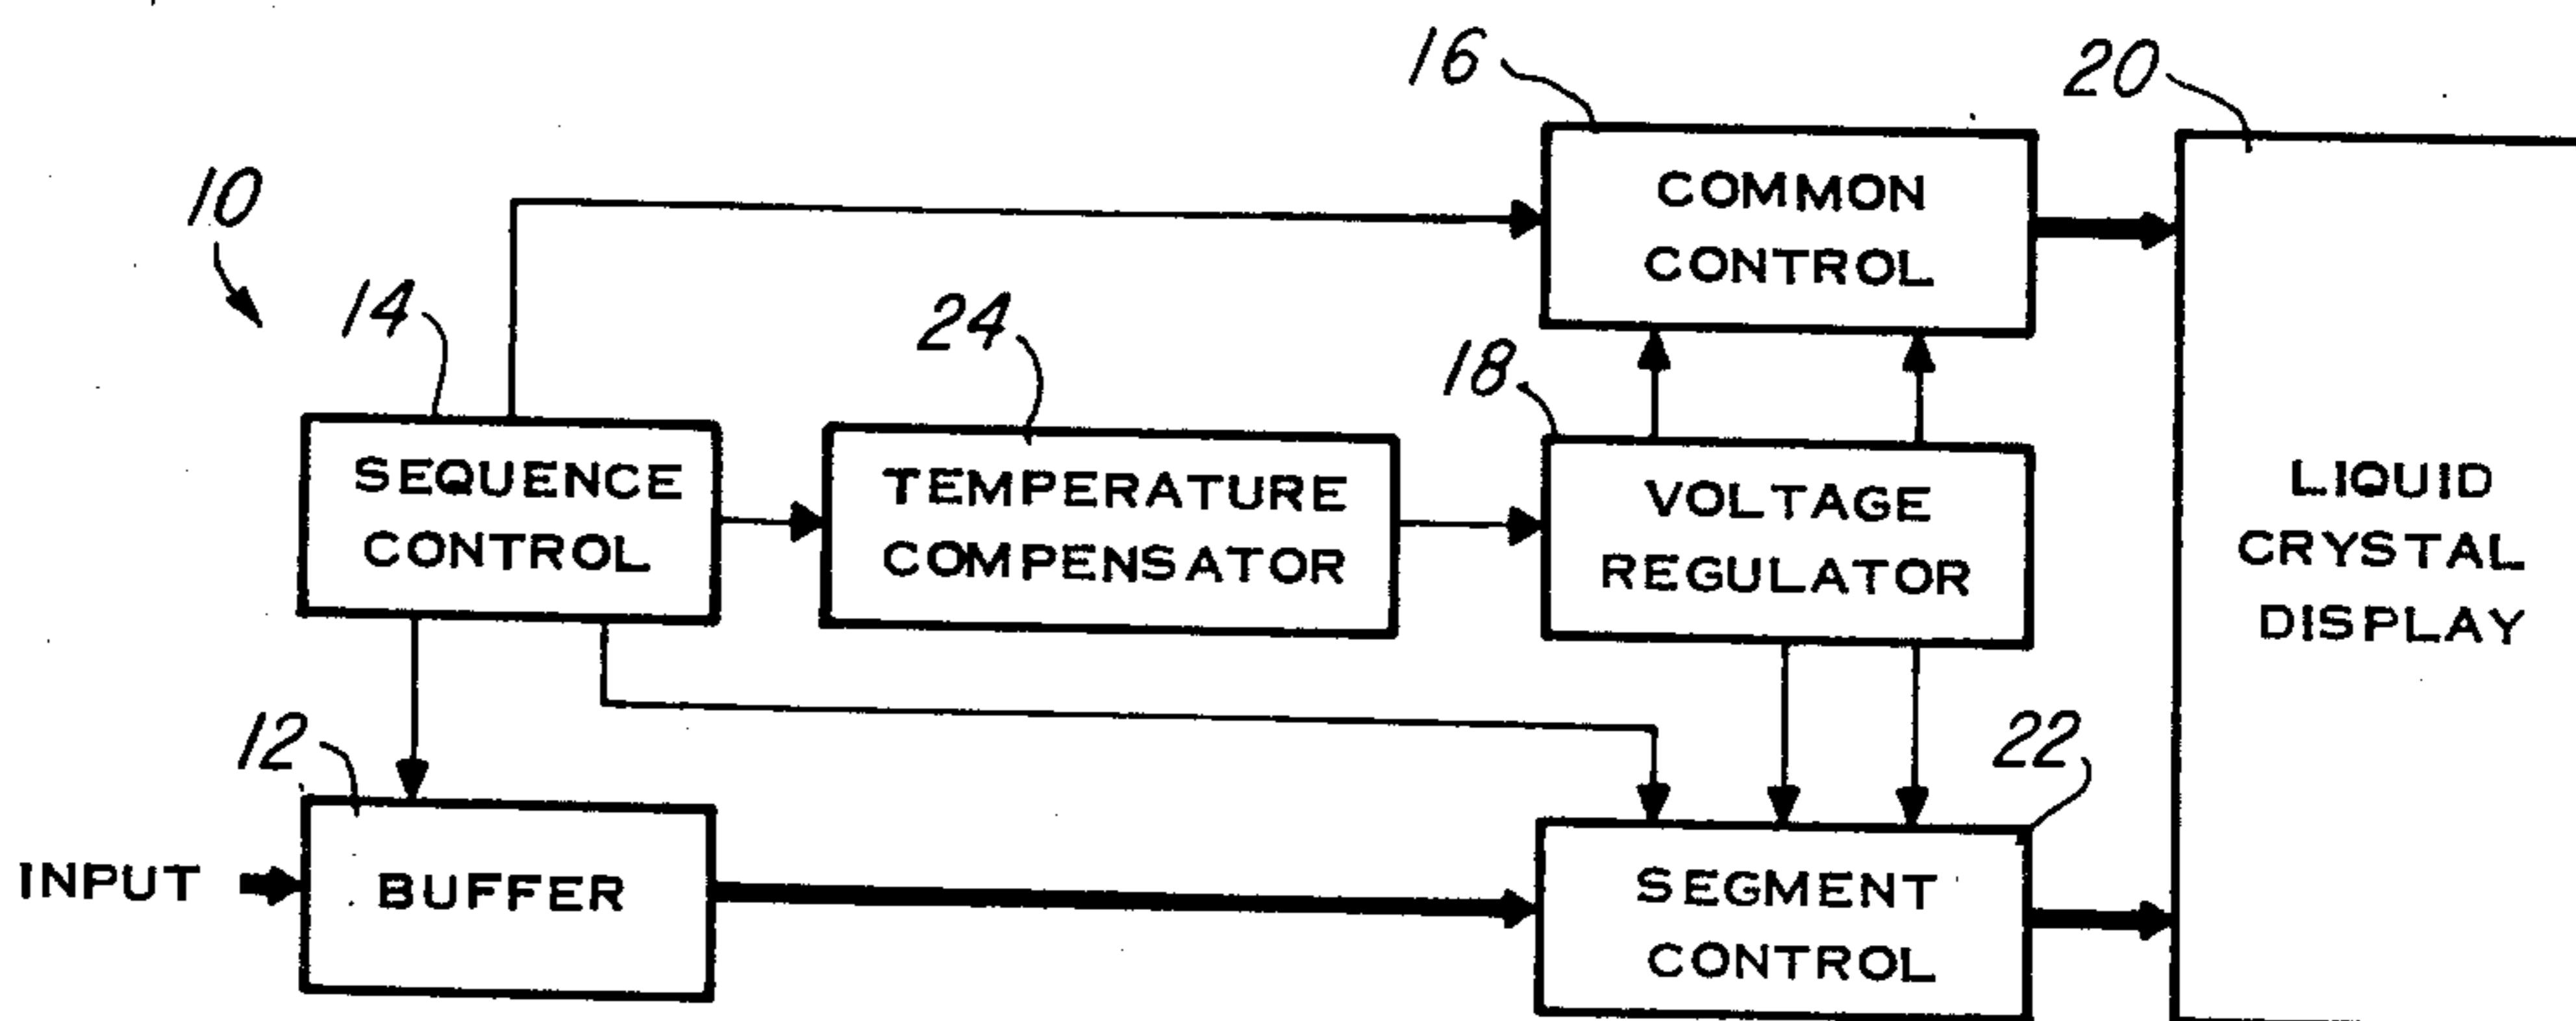 16
20
10
COMMON
CONTROL
14
24
18
SEQUENCE
CONTROL
TEMPERATURE
COMPENSATOR
VOLTAGE
REGULATOR
LIQUID
CRYSTAL
DISPLAY
12
22
INPUT
BUFFER
SEGMENT
CONTROL